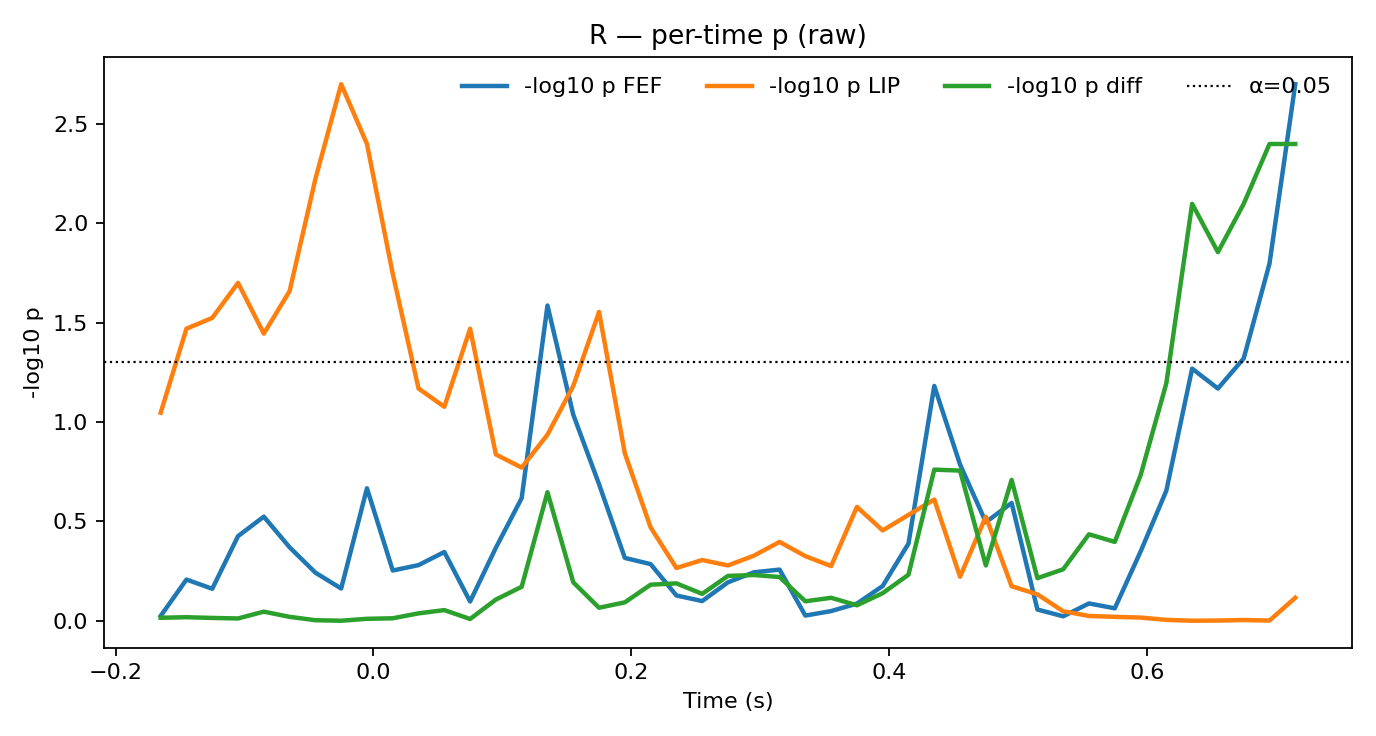 R — per-time p (raw)
-log10 p FEF
-log10 p LIP
-log10 p diff
α=0.05
-log10 p
2.5
2.0
1.5
1.0
0.5
0.0
−0.2
0.0
0.2
0.4
0.6
Time (s)